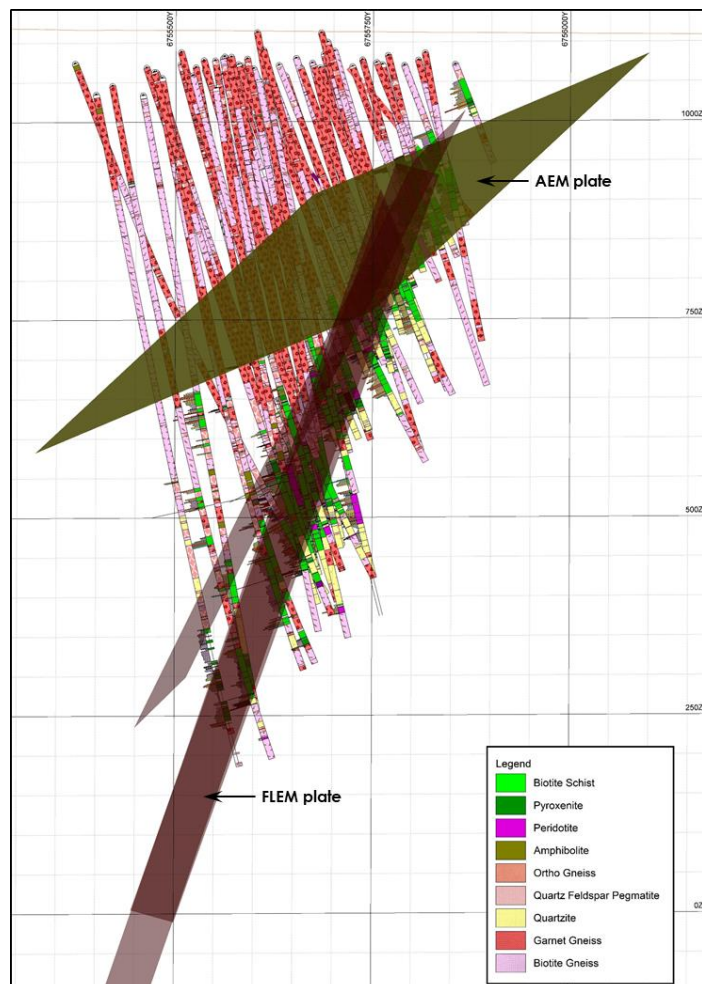 6755500Y
6755750Y
6756000Y
1000Z
AEM plate
750Z
500Z
250Z
Legend
Biotite Schist
Pyroxenite
FLEM plate
Peridotite
Amphibolite
Ortho Gneiss
Quartz Feldspar Pegmatite
0Z
Quartzite
Garnet Gneiss
Biotite Gneiss